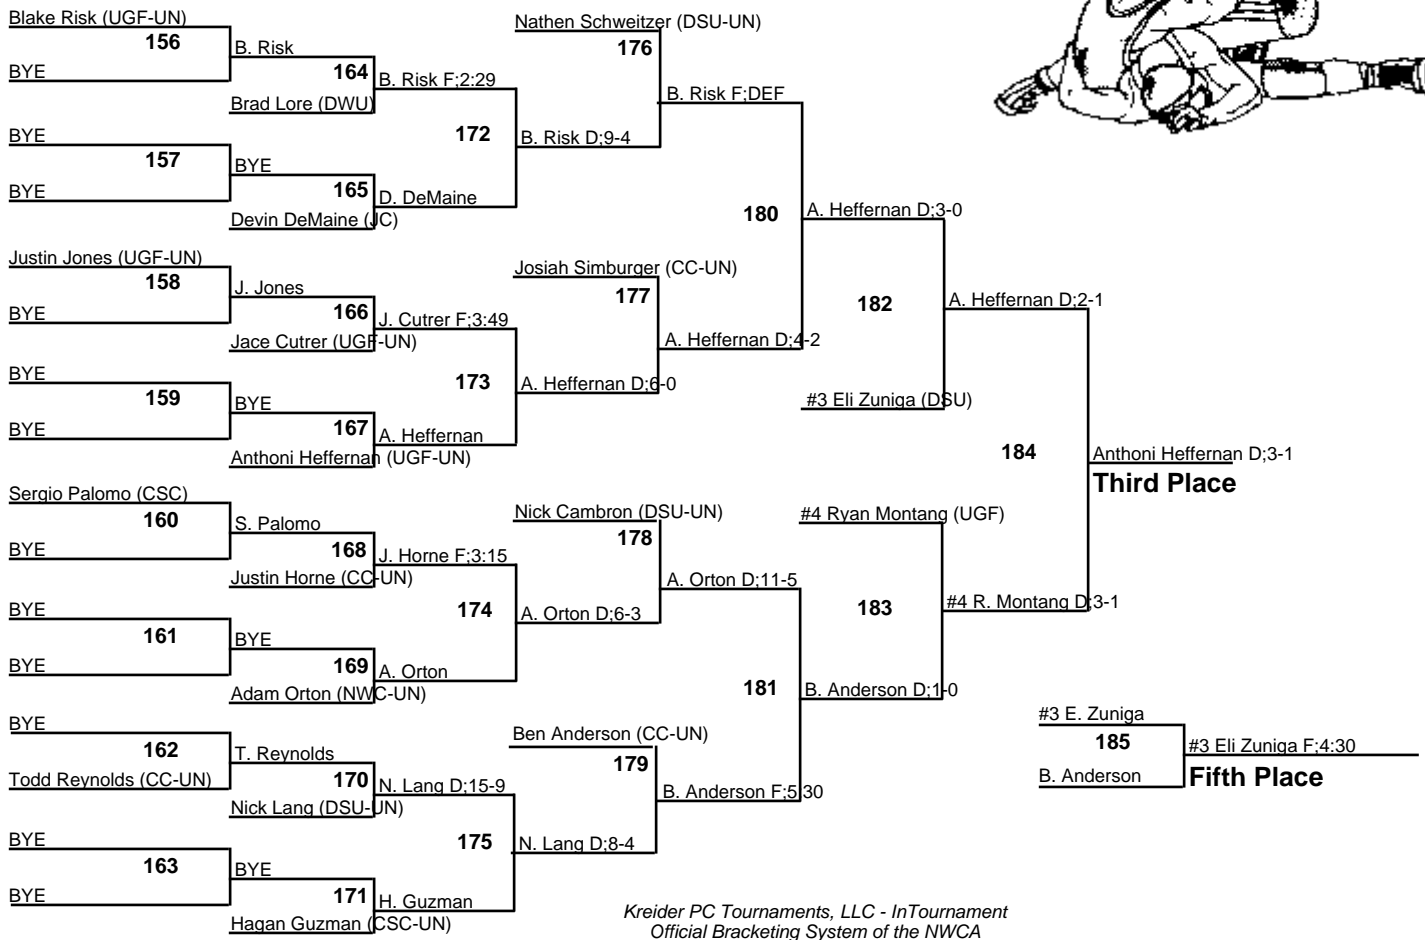 Blake Risk (UGF-UN)
156
BYE
B. Risk
164
Brad Lore (DWU)
B. Risk F;2:29
BYE
157
BYE
BYE
165
Devin DeMaine (JC)
D. DeMaine
172
B. Risk D;9-4
Nathen Schweitzer (DSU-UN)
176
B. Risk F;DEF
Justin Jones (UGF-UN)
158
BYE
J. Jones
166
Jace Cutrer (UGF-UN)
J. Cutrer F;3:49
BYE
159
BYE
BYE
167
Anthoni Heffernan (UGF-UN)
A. Heffernan
173
A. Heffernan D;6-0
Josiah Simburger (CC-UN)
177
A. Heffernan D;4-2
180
A. Heffernan D;3-0
182
#3 Eli Zuniga (DSU)
A. Heffernan D;2-1
Sergio Palomo (CSC)
160
BYE
S. Palomo
168
Justin Horne (CC-UN)
J. Horne F;3:15
BYE
161
BYE
BYE
169
Adam Orton (NWC-UN)
A. Orton
174
A. Orton D;6-3
Nick Cambron (DSU-UN)
178
A. Orton D;11-5
BYE
162
Todd Reynolds (CC-UN)
T. Reynolds
170
Nick Lang (DSU-UN)
N. Lang D;15-9
BYE
163
BYE
BYE
171
Hagan Guzman (CSC-UN)
H. Guzman
175
N. Lang D;8-4
Ben Anderson (CC-UN)
179
B. Anderson F;5:30
181
B. Anderson D;1-0
#4 Ryan Montang (UGF)
183
#4 R. Montang D;3-1
184
Anthoni Heffernan D;3-1
Third Place
#3 E. Zuniga
185
B. Anderson
#3 Eli Zuniga F;4:30
Fifth Place
Kreider PC Tournaments, LLC - InTournament
Official Bracketing System of the NWCA